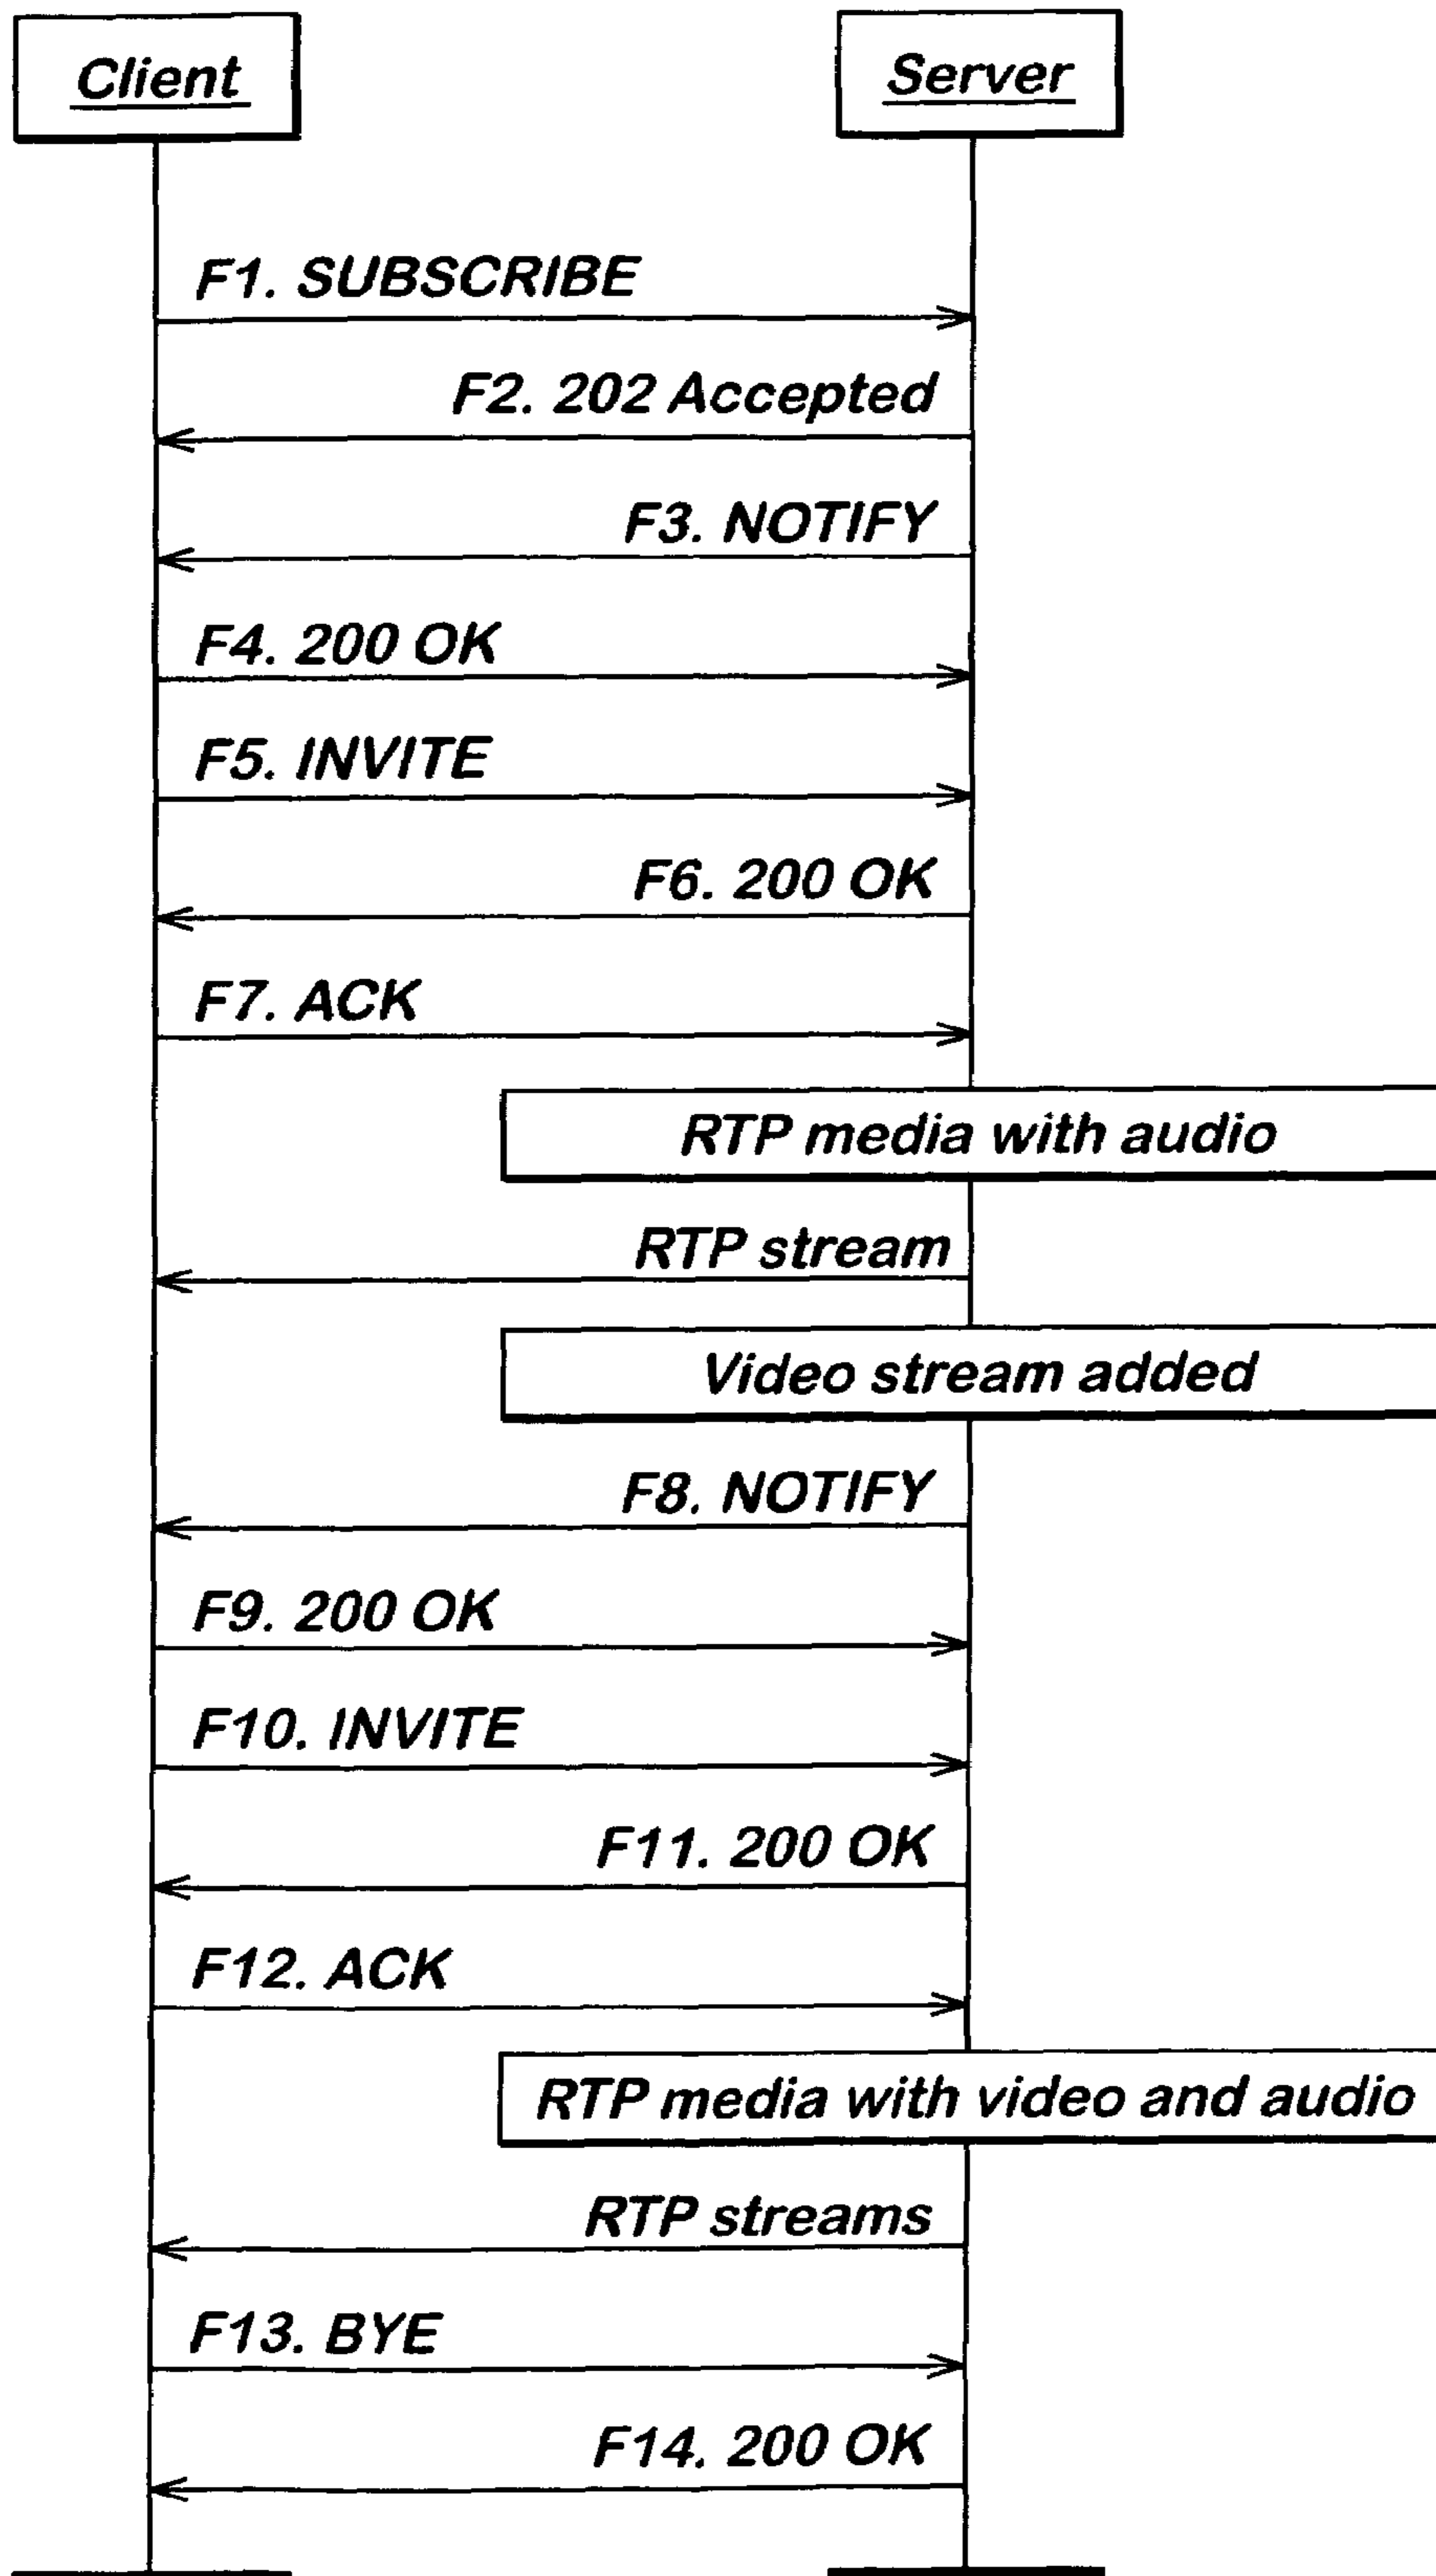 Client
Server
F1. SUBSCRIBE
F2. 202 Accepted
F3. NOTIFY
F4. 200 OK
F5. INVITE
F6. 200 OK
F7. ACK
RTP media with audio
RTP stream
Video stream added
F8. NOTIFY
F9. 200 OK
F10. INVITE
F11. 200 OK
F12. ACK
RTP media with video and audio
RTP streams
F13. BYE
F14. 200 OK